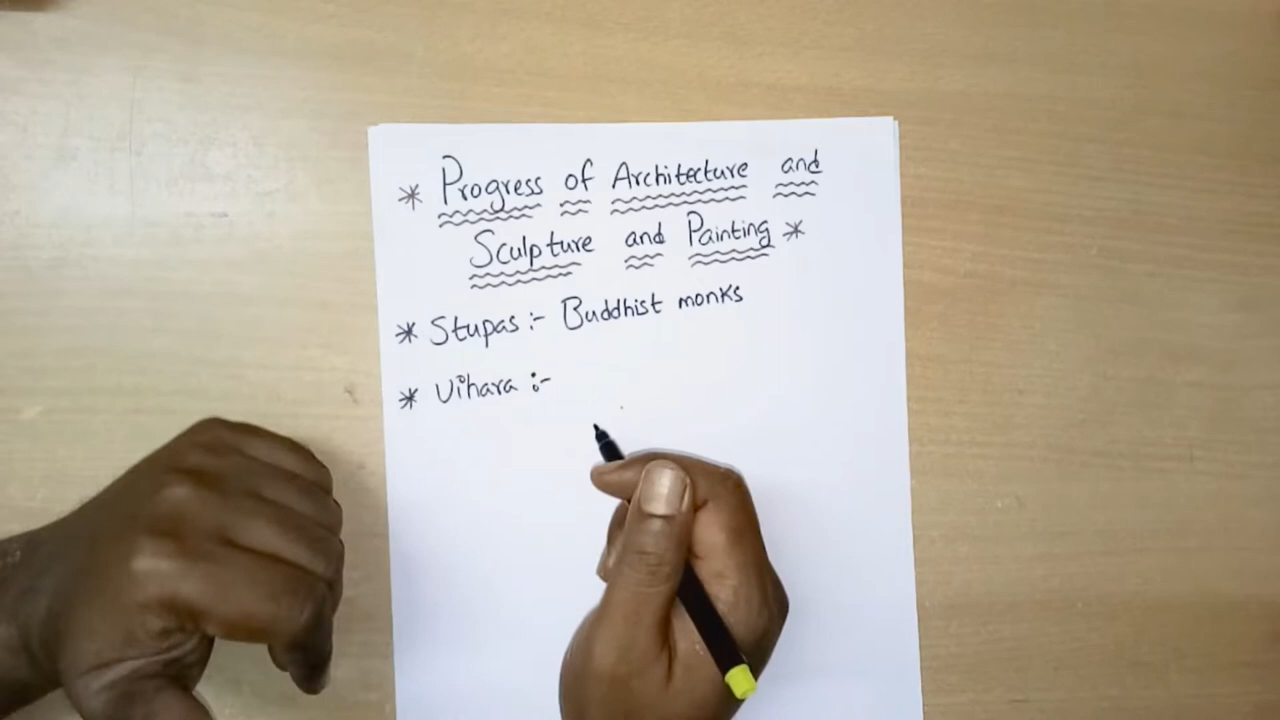 * Progress of Architecture and
Sculpture and Painting *
* Stupas :- Buddhist monks
* Vihara :-